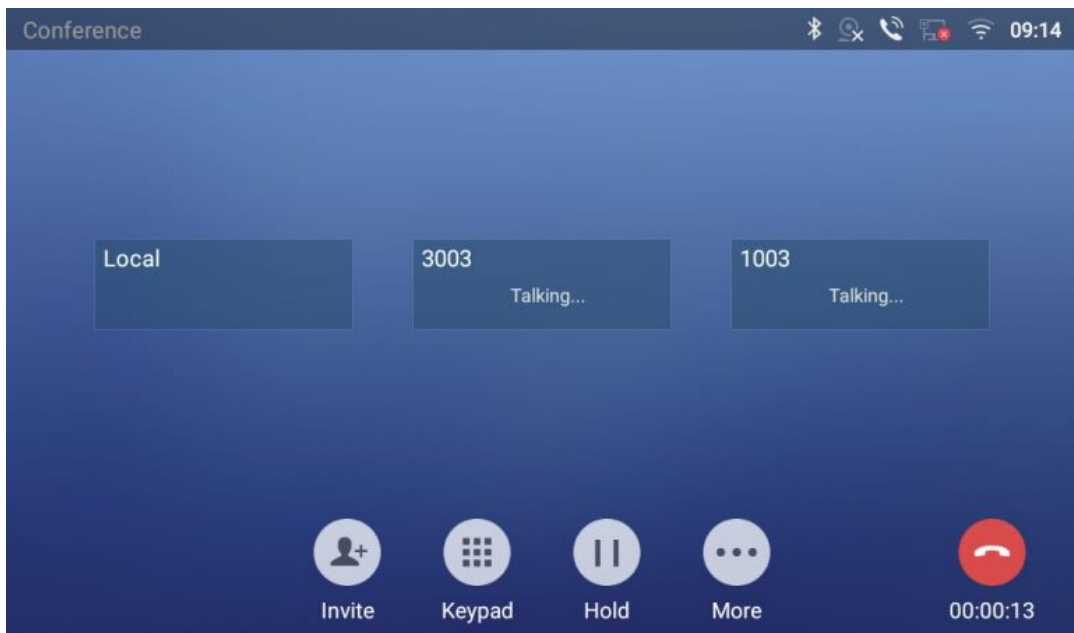 Conference
09:14
Local
3003
1003
Talking...
Talking...
Invite
Keypad
Hold
More
00:00:13